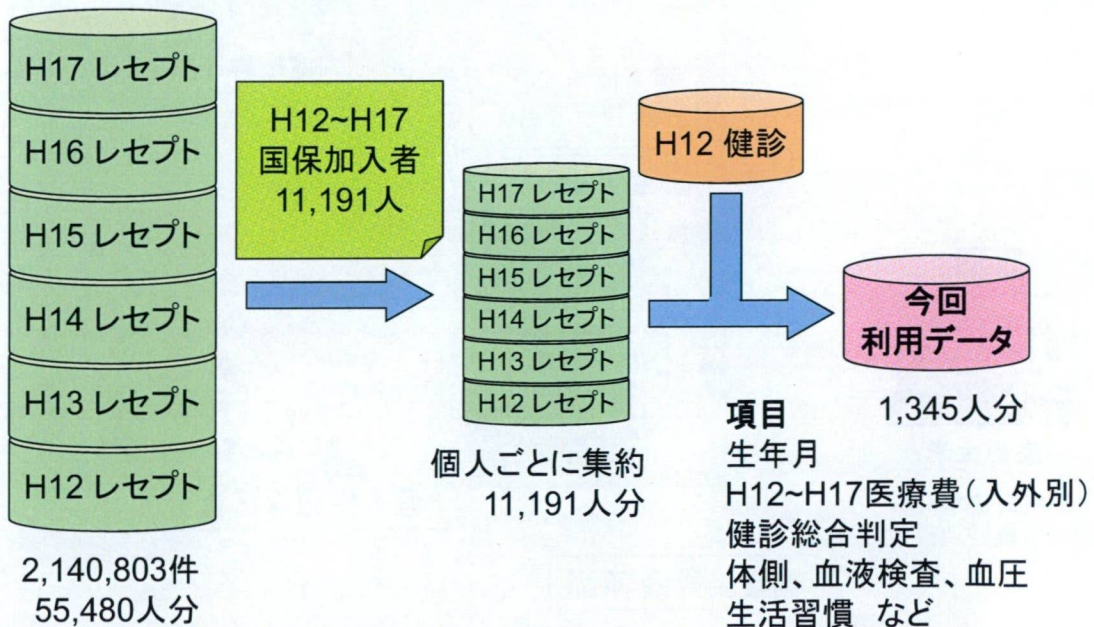 H17 レセプト
H16 レセプト
H15 レセプト
H14 レセプト
H13 レセプト
H12 レセプト
2,140,803件
55,480人分
H12~H17
国保加入者
11,191人
H17 レセプト
H16 レセプト
H15 レセプト
H14 レセプト
H13 レセプト
H12 レセプト
個人ごとに集約
11,191人分
H12 健診
今回
利用データ
1,345人分
項目
生年月
H12~H17医療費(入外別)
健診総合判定
体側、血液検査、血圧
生活習慣 など